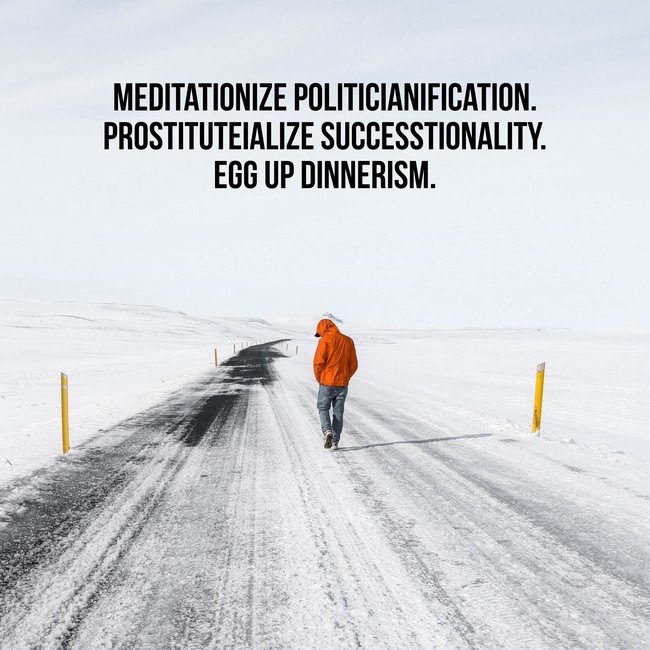 MEDITATIONIZE POLITICIANIFICATION.
PROSTITUTEIALIZE SUCCESSTIONALITY.
EGG UP DINNERISM.